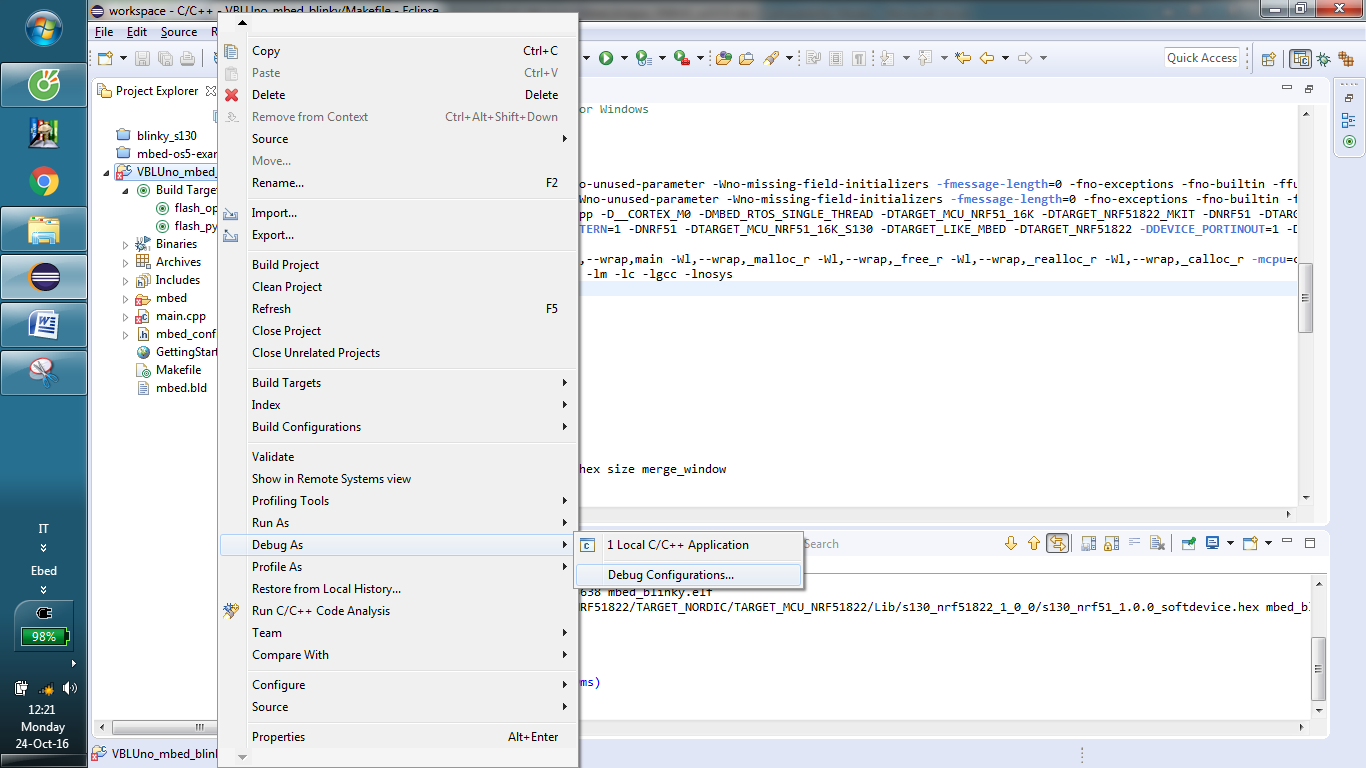 workspace - C/C++ - VBLUno_mbed_blinky/Makefile - Eclipse
File Edit Source
Quick Access
Project Explorer
blinky_s130
mbed-os5-exar
VBLUno_mbed_
Build Target
flash_op
flash_py
Binaries
Archives
Includes
mbed
main.cpp
mbed_conf
GettingStart
Makefile
mbed.bld
VBLUno_mbed_blin
Copy Ctrl+C
Paste Ctrl+V
Delete Delete
Remove from Context Ctrl+Alt+Shift+Down
Source
Move...
Rename... F2
Import...
Export...
Build Project
Clean Project
Refresh F5
Close Project
Close Unrelated Projects
Build Targets
Index
Build Configurations
Validate
Show in Remote Systems view
Profiling Tools
Run As
Debug As
Profile As
Restore from Local History...
Run C/C++ Code Analysis
Team
Compare With
Configure
Source
Properties Alt+Enter
1 Local C/C++ Application
Debug Configurations...
or Windows
no-unused-parameter -Wno-missing-field-initializers -fmessage-length=0 -fno-exceptions -fno-builtin -ffu
Wno-unused-parameter -Wno-missing-field-initializers -fmessage-length=0 -fno-exceptions -fno-builtin -f
pp -D__CORTEX_M0 -DMBED_RTOS_SINGLE_THREAD -DTARGET_MCU_NRF51_16K -DTARGET_NRF51822_MKIT -DNRF51 -DTARG
TERN=1 -DNRF51 -DTARGET_MCU_NRF51_16K_S130 -DTARGET_LIKE_MBED -DTARGET_NRF51822 -DDEVICE_PORTINOUT=1 -D
,--wrap,main -Wl,--wrap,_malloc_r -Wl,--wrap,_free_r -Wl,--wrap,_realloc_r -Wl,--wrap,_calloc_r -mcpu=c
-lm -lc -lgcc -lnosys
hex size merge_window
Search
638 mbed_blinky.elf
RF51822/TARGET_NORDIC/TARGET_MCU_NRF51822/Lib/s130_nrf51822_1_0_0/s130_nrf51_1.0.0_softdevice.hex mbed_bl
ms)
IT
Ebed
98%
12:21
Monday
24-Oct-16